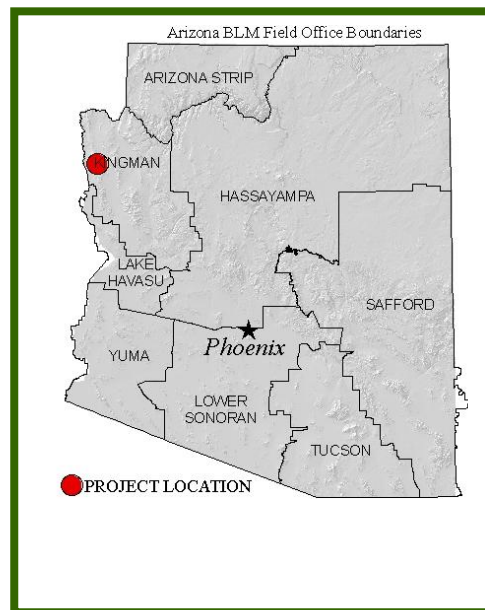 Arizona BLM Field Office Boundaries
ARIZONA STRIP
KINGMAN
HASSAYAMPA
LAKE
HAVASU
SAFFORD
Phoenix
YUMA
LOWER
SONORAN
TUCSON
PROJECT LOCATION